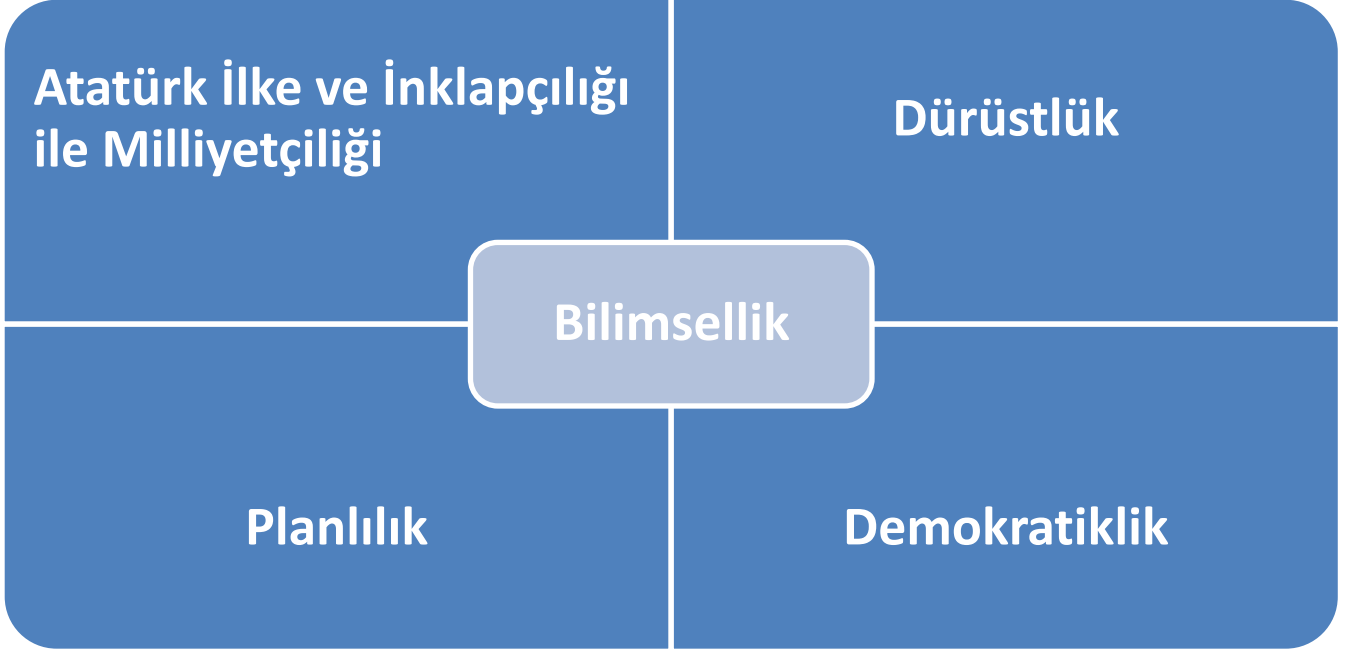 Atatürk İlke ve İnklapçılığı
ile Milliyetçiliği
Dürüstlük
Bilimsellik
Planlılık
Demokratiklik